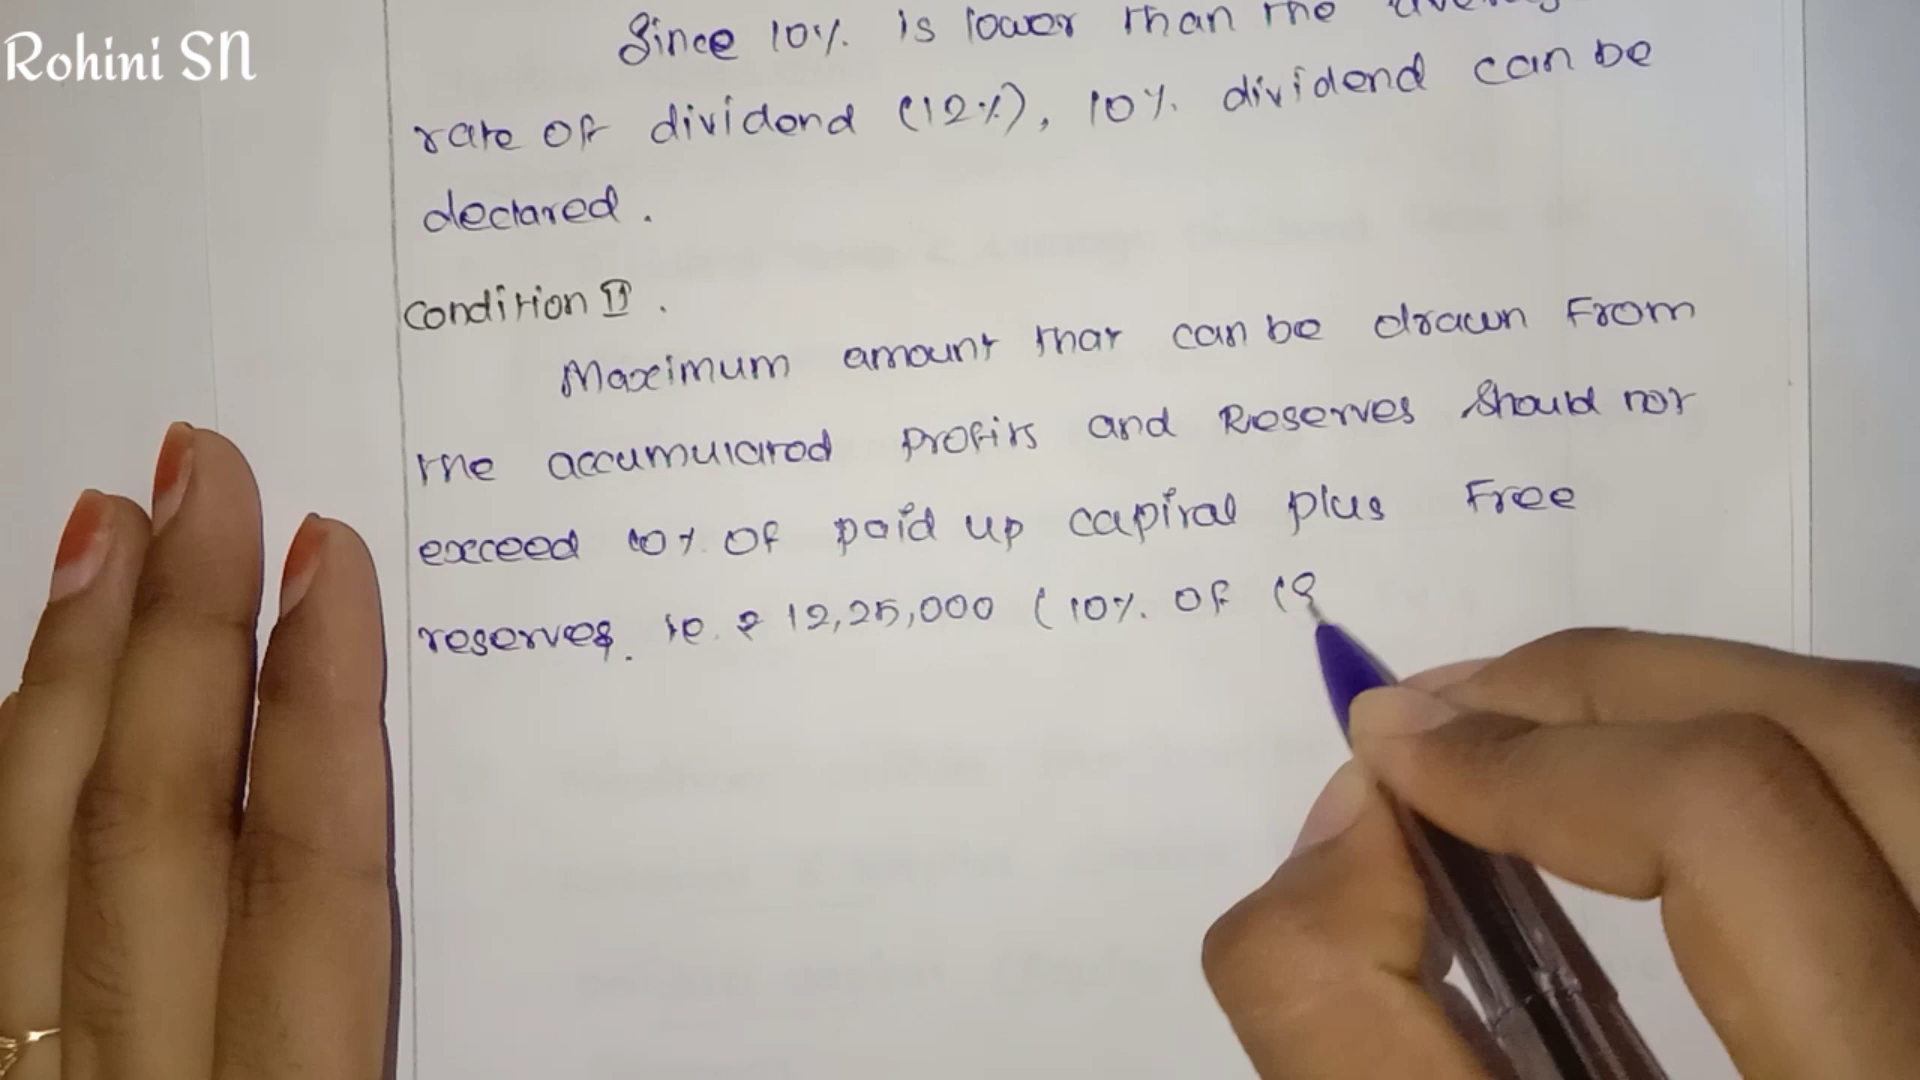 Rohini SN
Since 10%. is lower than the
rate of dividend (12%), 10%. dividend can be
declared.
condition II.
Maximum amount that can be drawn from
the accumulated profits and Reserves should not
exceed 10%. of paid up capital plus Free
reserves. ie. ₹ 12,25,000 (10%. of (